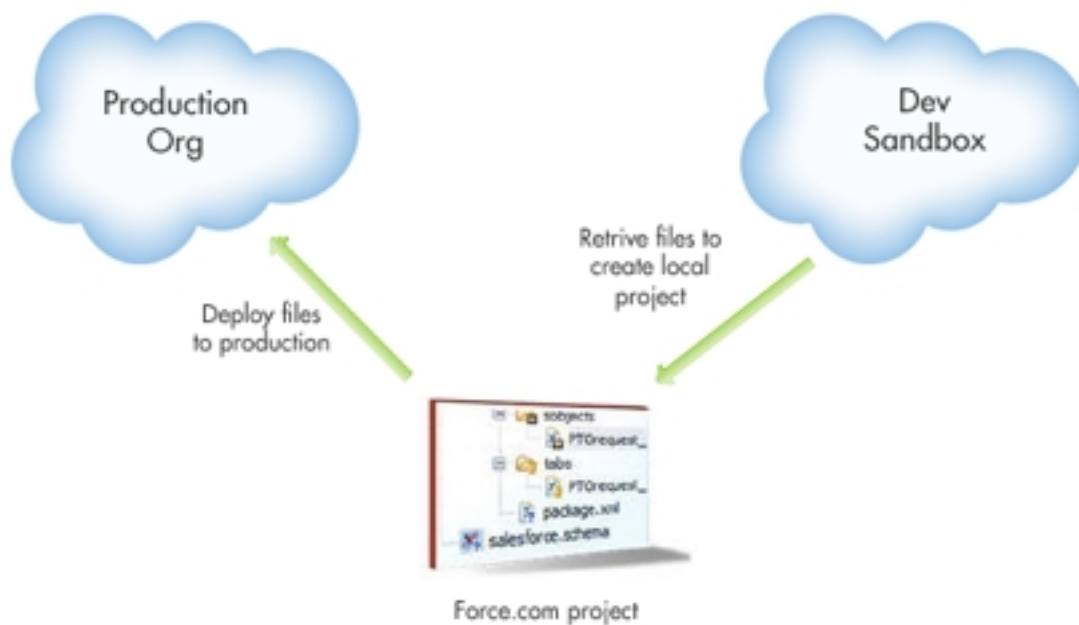 Production
Org
Dev
Sandbox
Retrive files to
create local
project
Deploy files
to production
sobjects
PTOrequest_
tabs
PTOrequest_
package.xml
salesforce.schema
Force.com project